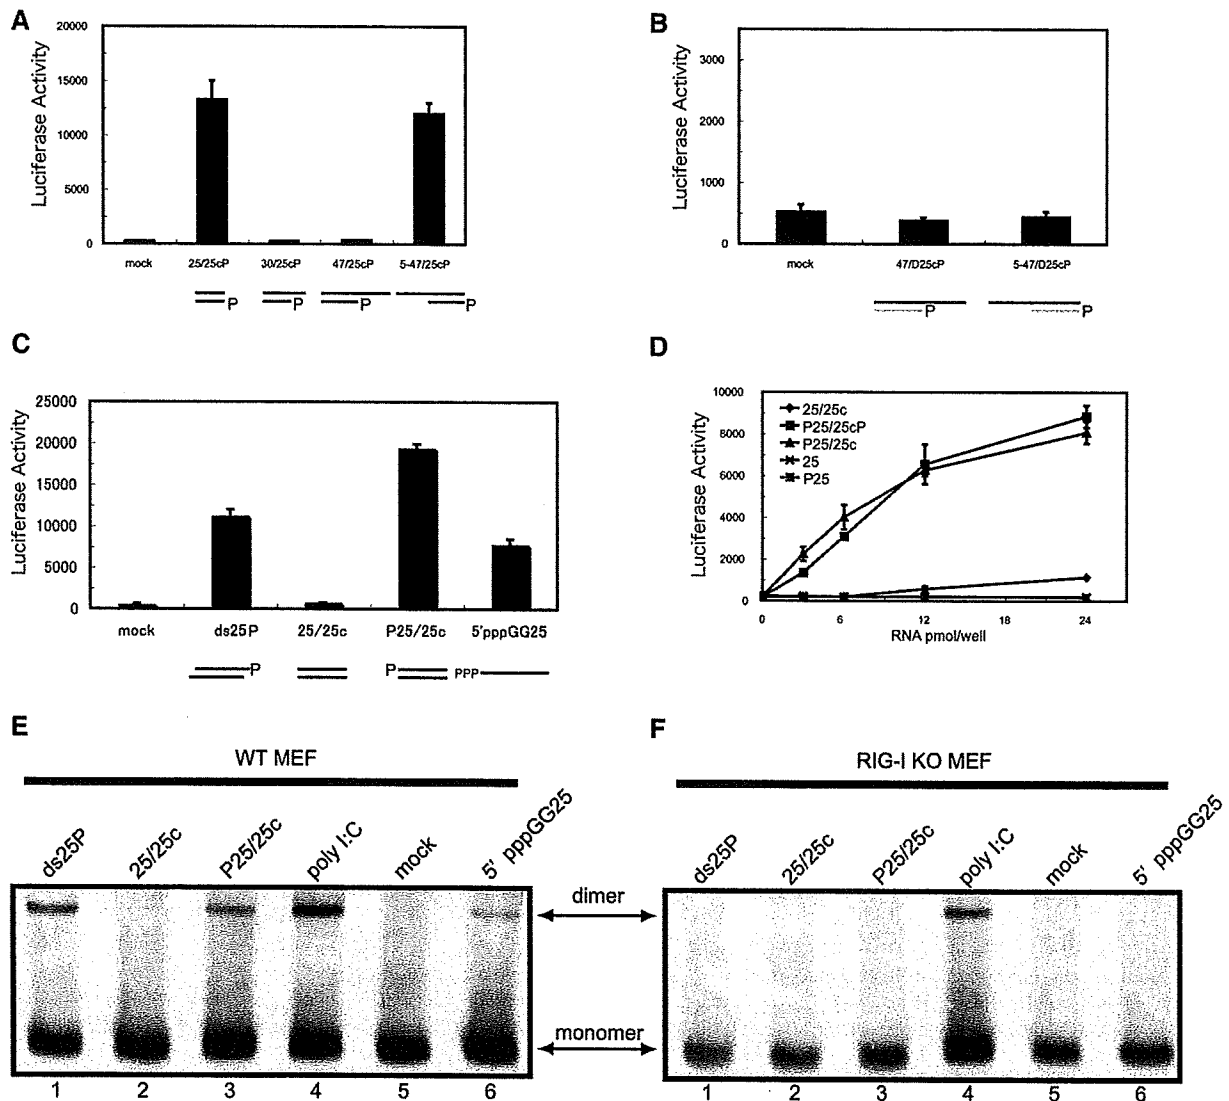 A
Luciferase Activity
20000
15000
10000
5000
0
mock 25/25cP 30/25cP 47/25cP 5-47/25cP
P P P P
B
Luciferase Activity
3000
2000
1000
0
mock 47/D25cP 5-47/D25cP
P P
C
Luciferase Activity
25000
20000
15000
10000
5000
0
mock ds25P 25/25c P25/25c 5'pppGG25
P P PPP
D
Luciferase Activity
10000
8000
6000
4000
2000
0
25/25c
P25/25cP
P25/25c
25
P25
0 6 12 18 24
RNA pmol/well
E
WT MEF
ds25P 25/25c P25/25c poly I:C mock 5' pppGG25
1 2 3 4 5 6
dimer
monomer
F
RIG-I KO MEF
ds25P 25/25c P25/25c poly I:C mock 5' pppGG25
1 2 3 4 5 6